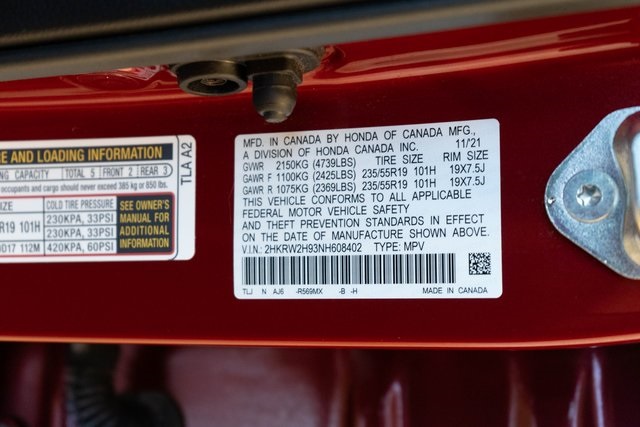 E AND LOADING INFORMATION
NG CAPACITY TOTAL 5 FRONT 2 REAR 3
occupants and cargo should never exceed 385 kg or 850 lbs.
SIZE COLD TIRE PRESSURE
R19 101H 230KPA, 33PSI
230KPA, 33PSI
D17 112M 420KPA, 60PSI
SEE OWNER'S
MANUAL FOR
ADDITIONAL
INFORMATION
TLA A2
MFD. IN CANADA BY HONDA OF CANADA MFG.,
A DIVISION OF HONDA CANADA INC. 11/21
GVWR 2150KG (4739LBS) TIRE SIZE RIM SIZE
GAWR F 1100KG (2425LBS) 235/55R19 101H 19X7.5J
GAWR R 1075KG (2369LBS) 235/55R19 101H 19X7.5J
THIS VEHICLE CONFORMS TO ALL APPLICABLE
FEDERAL MOTOR VEHICLE SAFETY
AND THEFT PREVENTION STANDARDS IN EFFECT
ON THE DATE OF MANUFACTURE SHOWN ABOVE.
V.I.N.: 2HKRW2H93NH608402 TYPE: MPV
TLJ N AJ6 -R569MX -B -H MADE IN CANADA